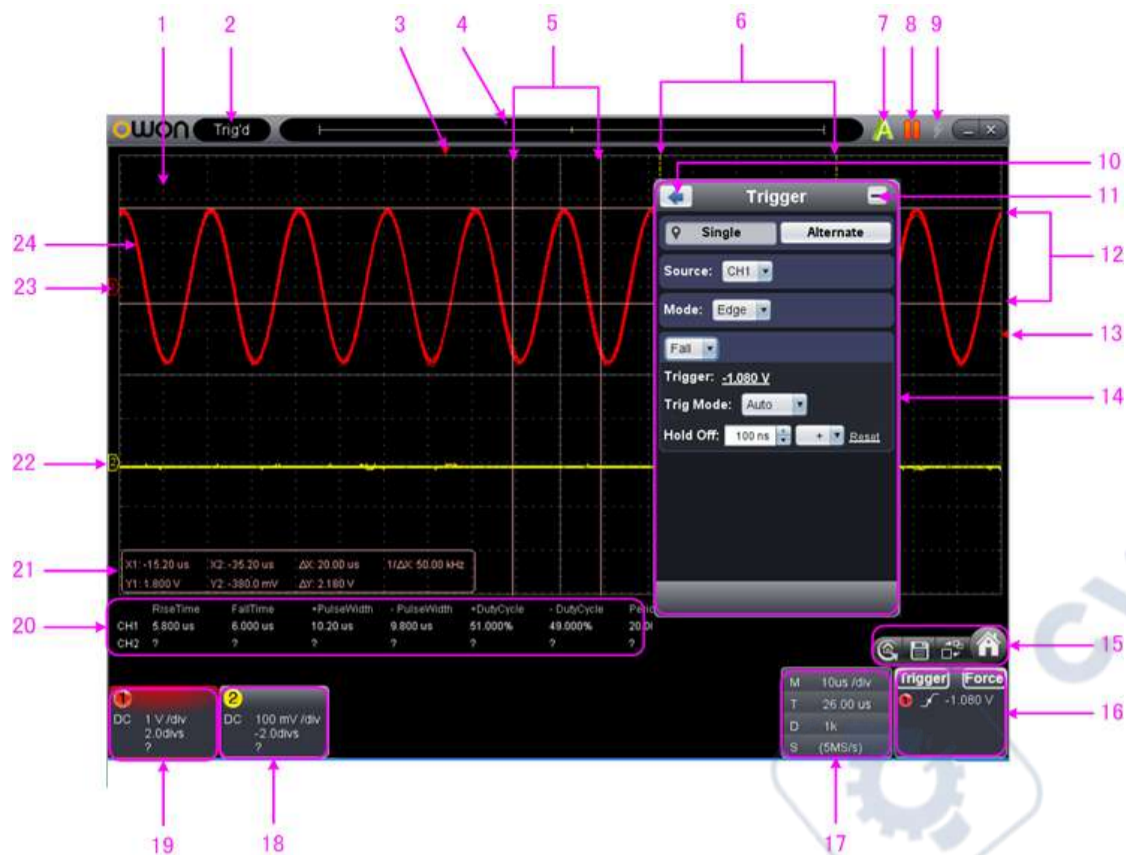 1 2 3 4 5 6 7 8 9
owon Trig'd
10
Trigger
11
Single Alternate
24
12
Source: CH1
23
Mode: Edge
13
Fall
Trigger: -1.080 V
Trig Mode: Auto
14
Hold Off: 100 ns + Reset
22
2
X1: -15.20 us X2: -35.20 us ΔX: 20.00 us 1/ΔX: 50.00 kHz
21
Y1: 1.800 V Y2: -380.0 mV ΔY: 2.180 V
RiseTime FallTime +PulseWidth - PulseWidth +DutyCycle - DutyCycle
20
CH1 5.800 us 6.000 us 10.20 us 9.800 us 51.000% 49.000%
CH2 ? ? ? ? ? ? ?
15
Trigger Force
1 -1.080 V
16
1
DC 1 V /div
2.0divs
?
2
DC 100 mV /div
-2.0divs
?
M 10us /div
T 26.00 us
D 1k
S (5MS/s)
19 18 17